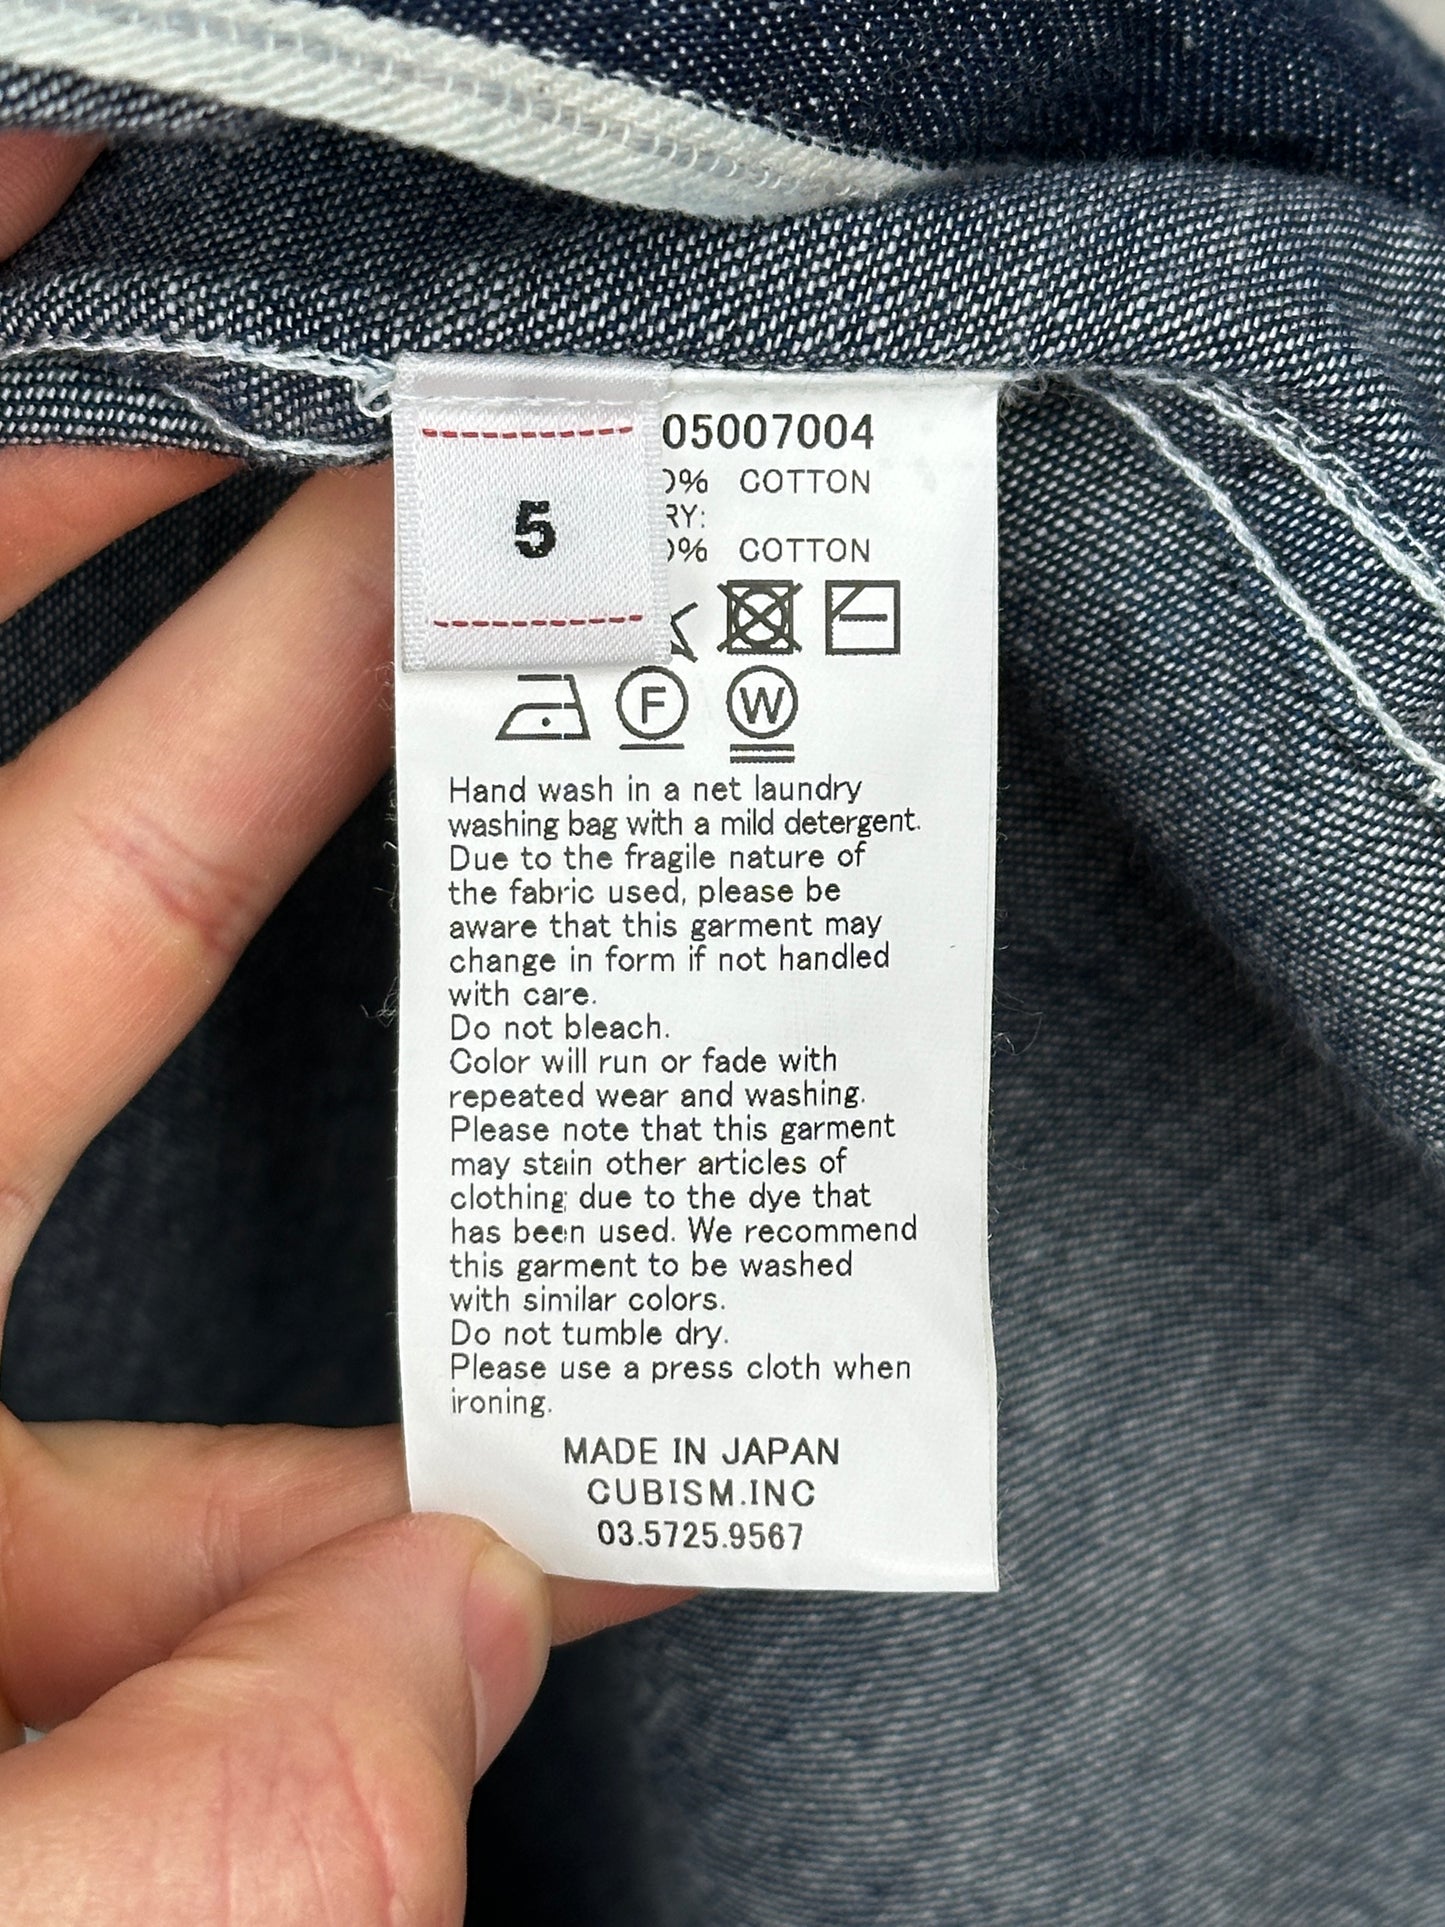 5
05007004
% COTTON
RY:
% COTTON
F
W
Hand wash in a net laundry
washing bag with a mild detergent.
Due to the fragile nature of
the fabric used, please be
aware that this garment may
change in form if not handled
with care.
Do not bleach.
Color will run or fade with
repeated wear and washing.
Please note that this garment
may stain other articles of
clothing due to the dye that
has been used. We recommend
this garment to be washed
with similar colors.
Do not tumble dry.
Please use a press cloth when
ironing.
MADE IN JAPAN
CUBISM.INC
03.5725.9567